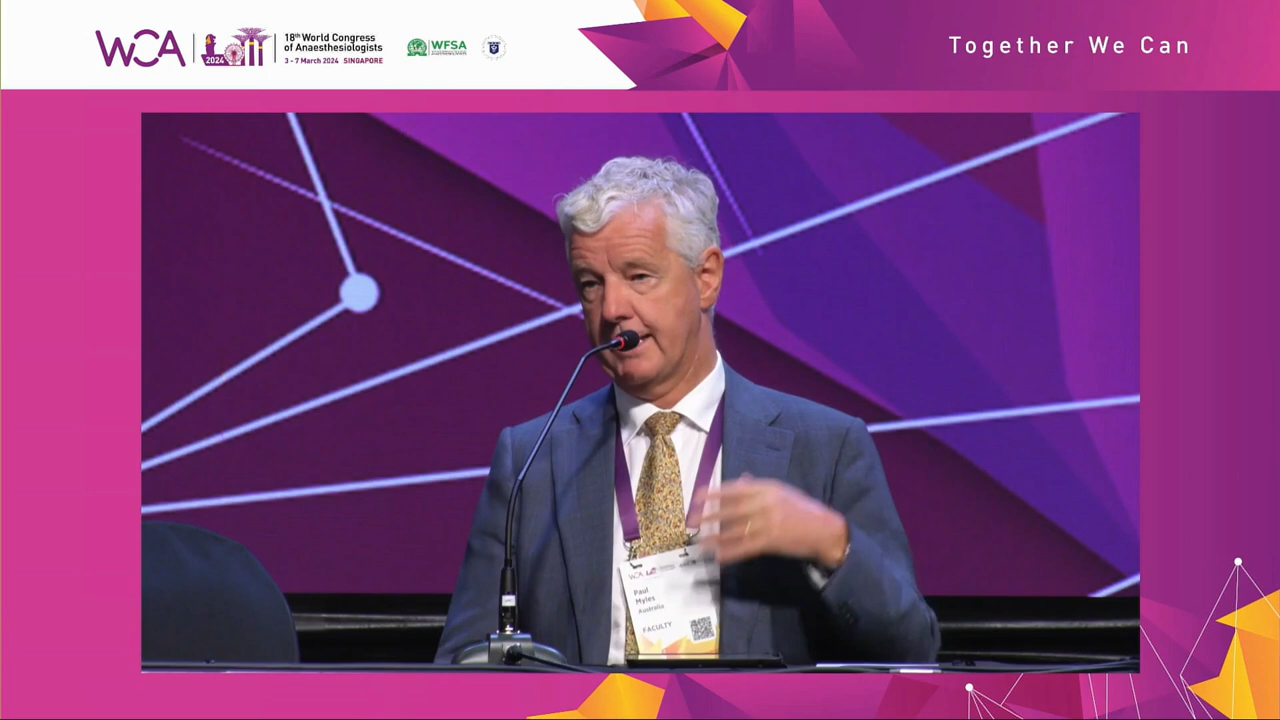 WCA
2024
18th World Congress
of Anaesthesiologists
3 - 7 March 2024 SINGAPORE
WFSA
Together We Can
WCA
Paul
Myles
Australia
FACULTY